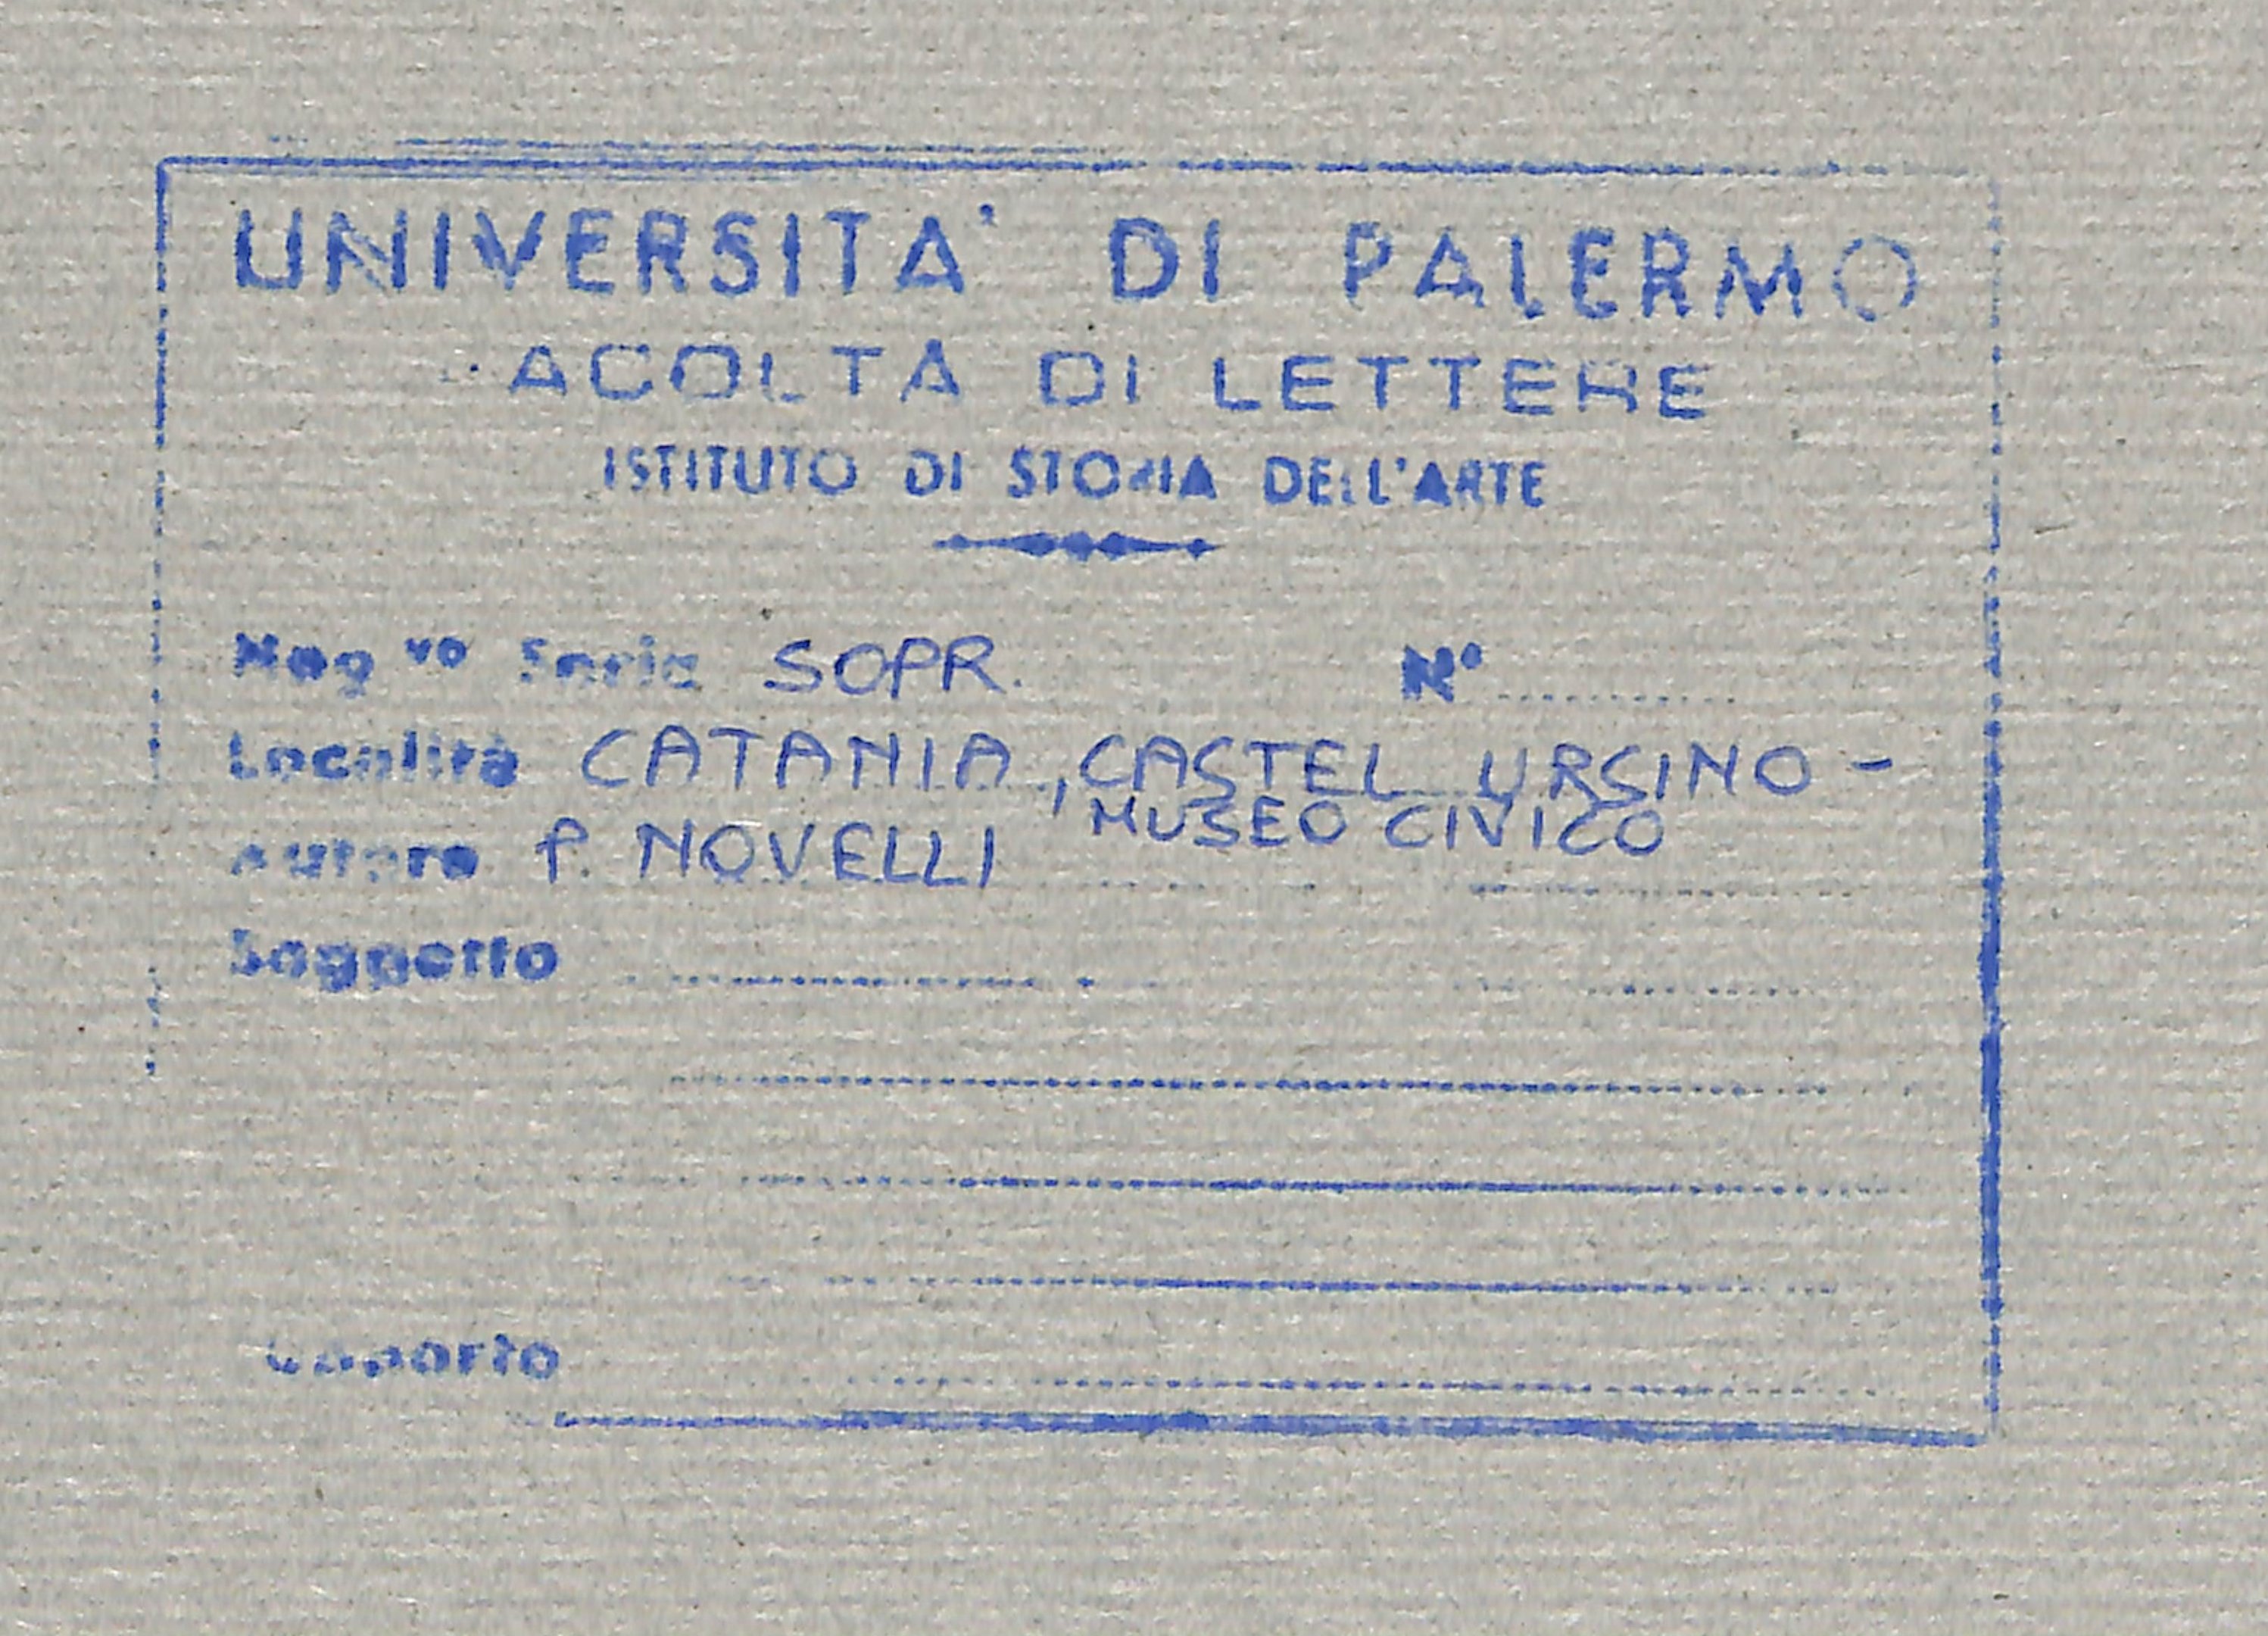 UNIVERSITA' DI PALERMO
ACOLTA DI LETTERE
ISTITUTO DI STORIA DELL'ARTE
Neg.vo Serie SOPR. N°
Località CATANIA, CASTEL URSINO -
MUSEO CIVICO
Autore P. NOVELLI
Soggetto